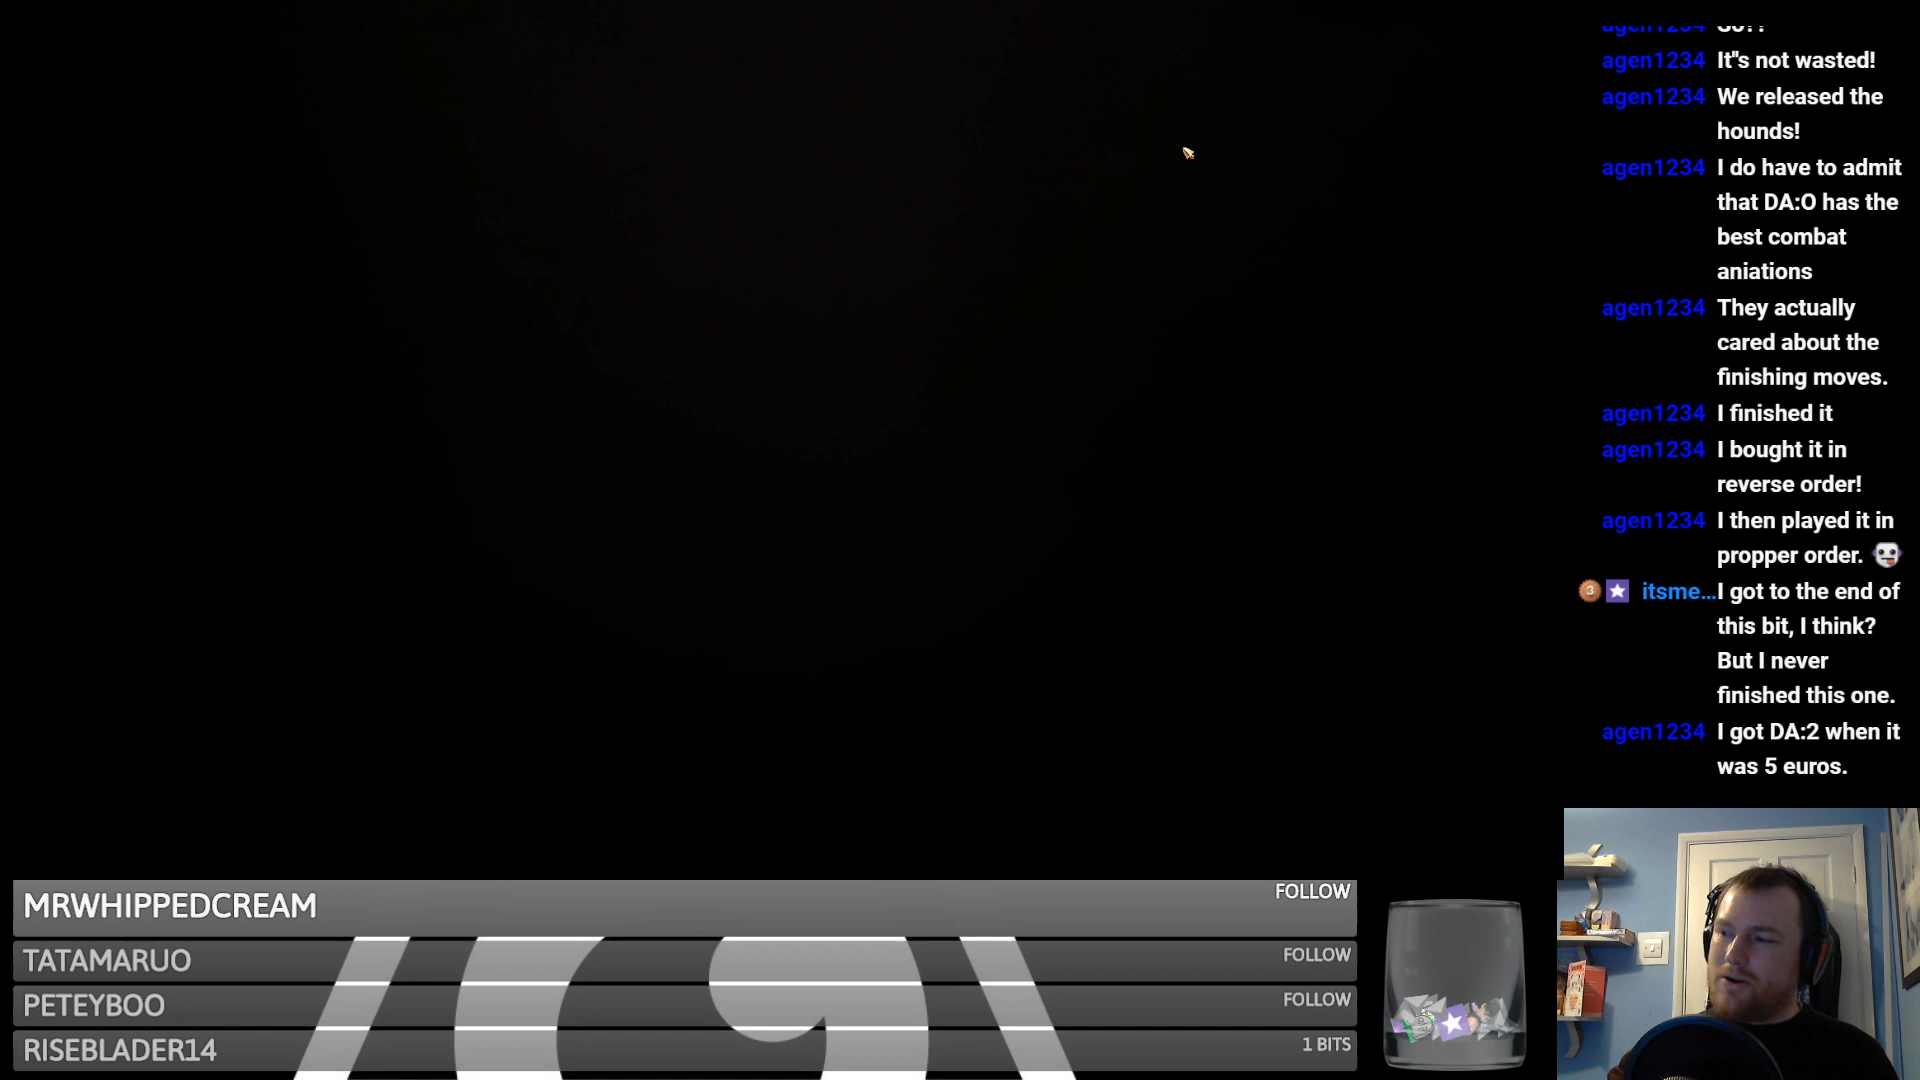 agen1234 So??
agen1234 It"s not wasted!
agen1234 We released the
hounds!
agen1234 I do have to admit
that DA:O has the
best combat
aniations
agen1234 They actually
cared about the
finishing moves.
agen1234 I finished it
agen1234 I bought it in
reverse order!
agen1234 I then played it in
propper order.
3 itsme...I got to the end of
this bit, I think?
But I never
finished this one.
agen1234 I got DA:2 when it
was 5 euros.
MRWHIPPEDCREAM FOLLOW
TATAMARUO FOLLOW
PETEYBOO FOLLOW
RISEBLADER14 1 BITS